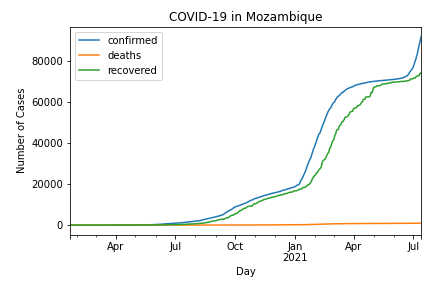 COVID-19 in Mozambique
confirmed
deaths
recovered
Number of Cases
80000
60000
40000
20000
0
Apr
Jul
Oct
Jan
2021
Apr
Jul
Day